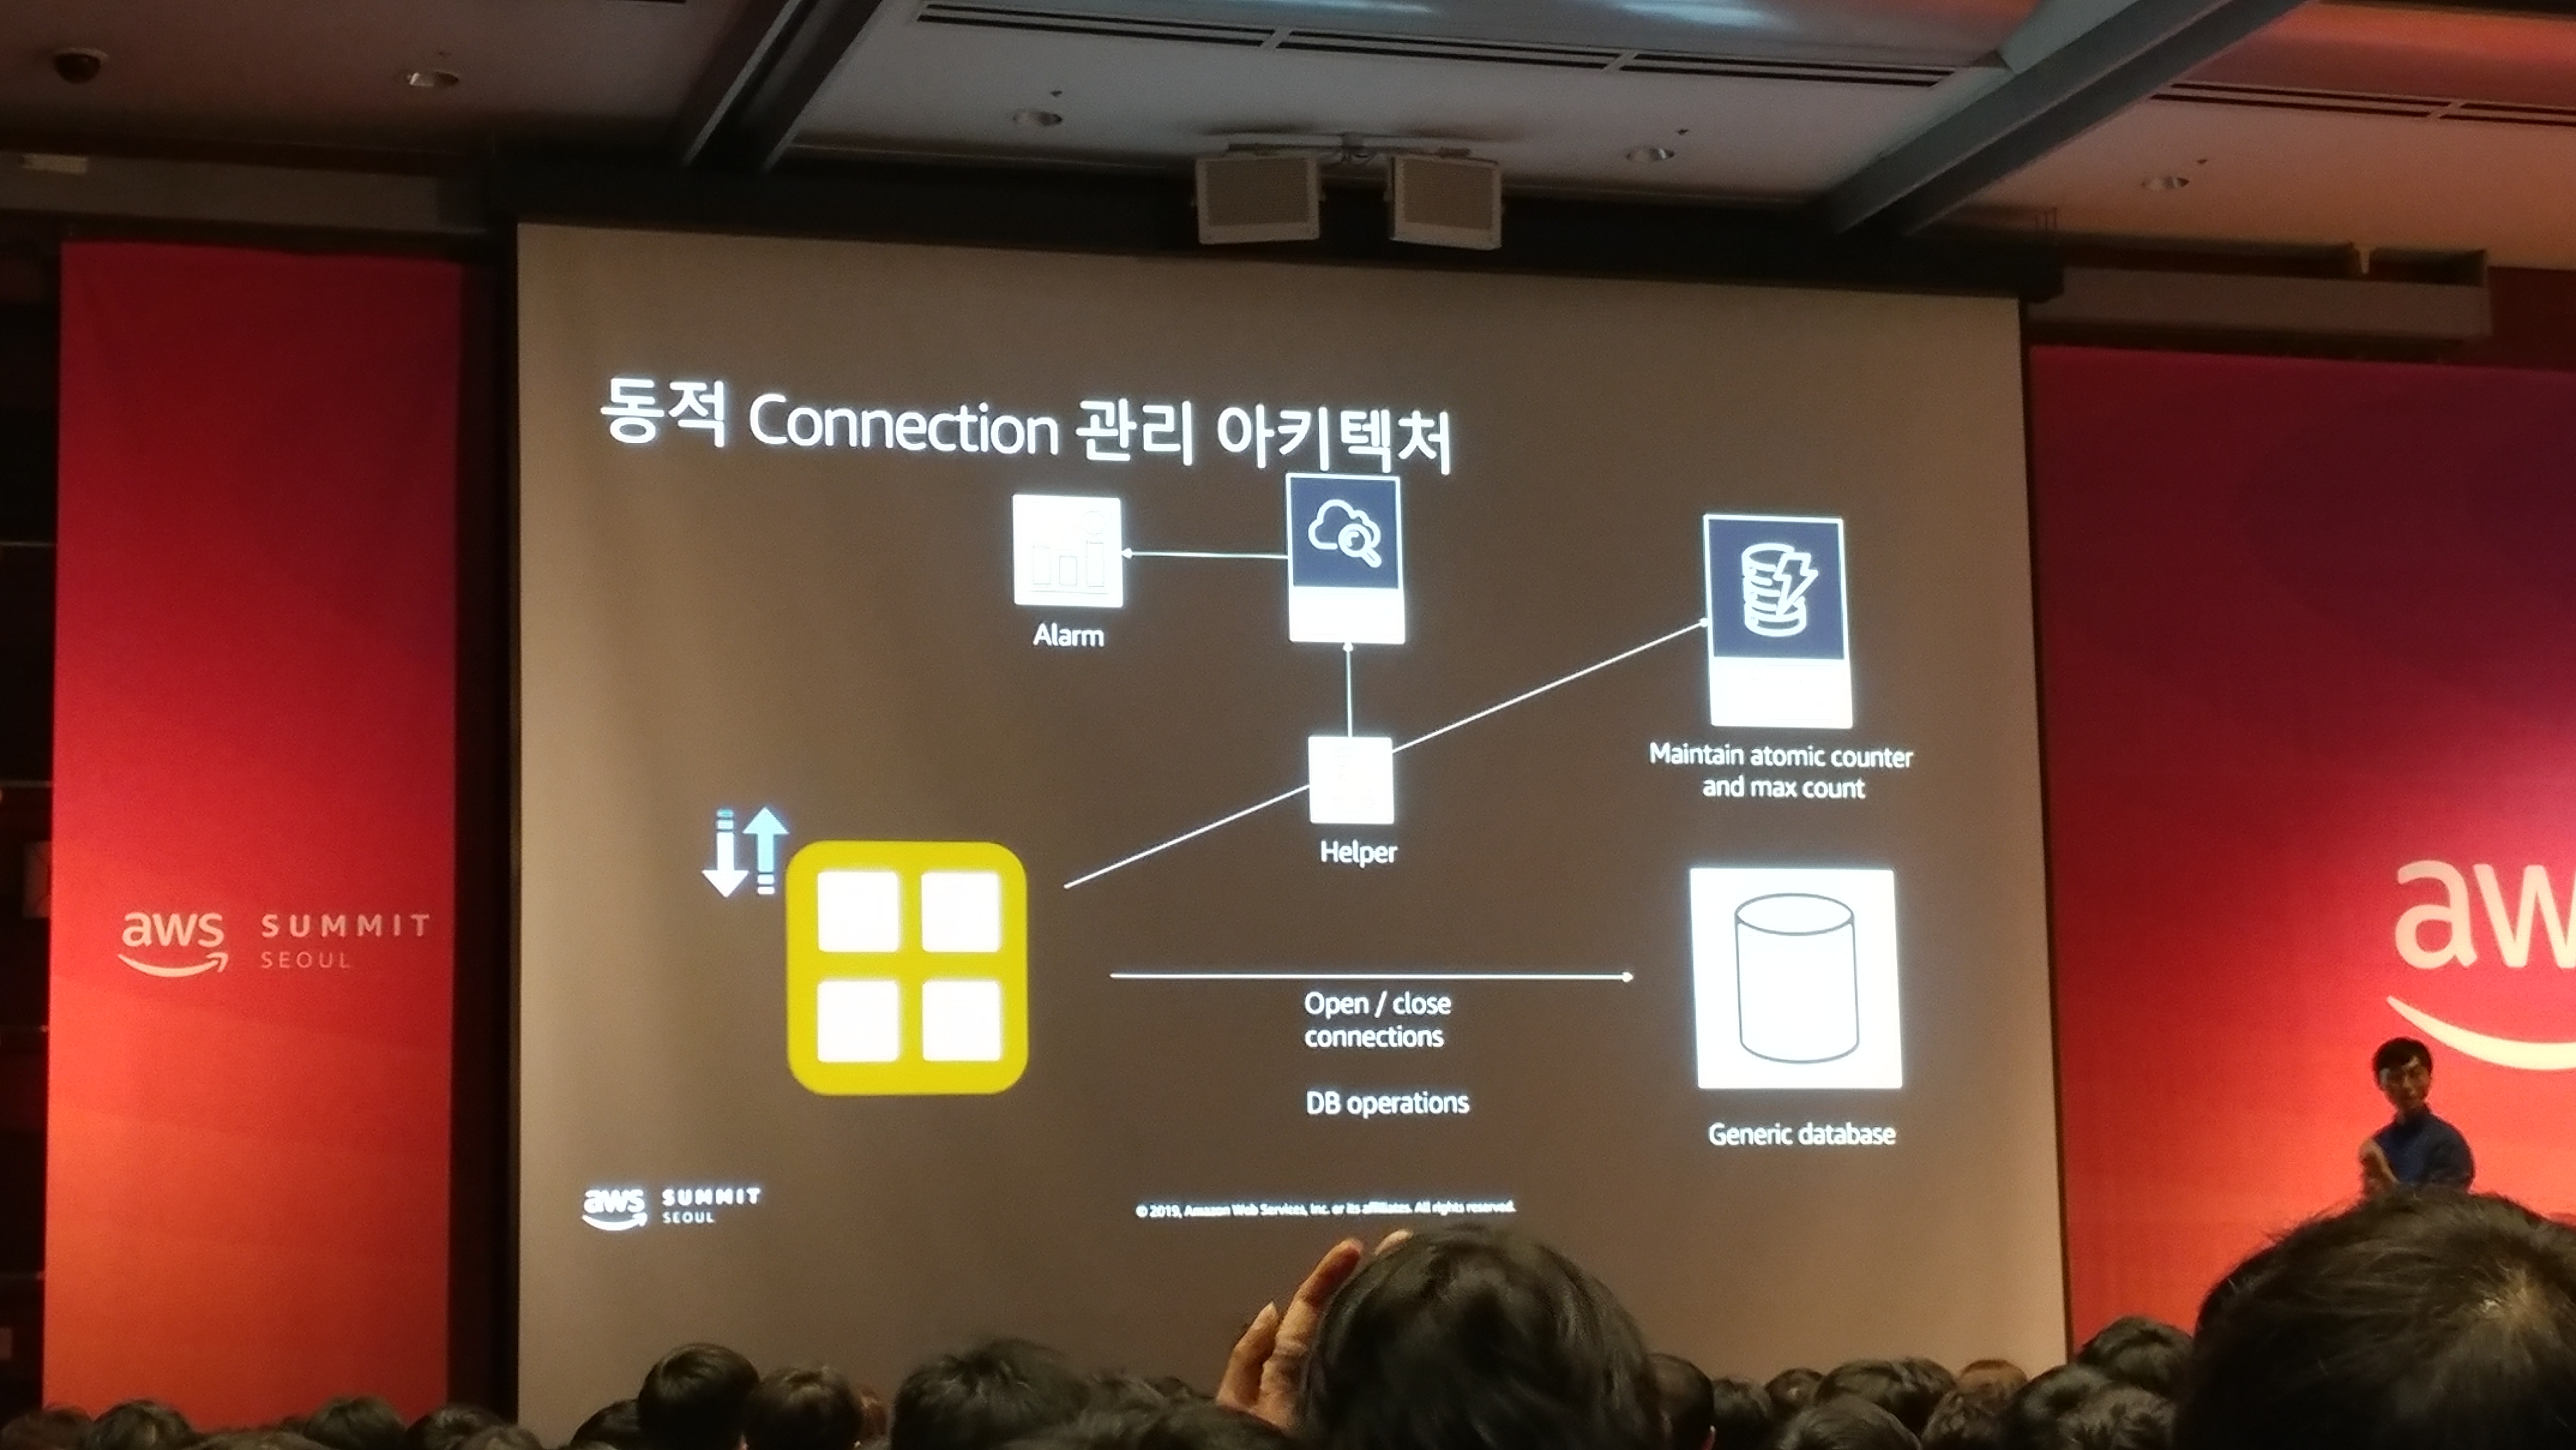 동적 Connection 관리 아키텍처
Alarm
Maintain atomic counter
and max count
Helper
Open / close
connections
DB operations
Generic database
aws SUMMIT
SEOUL
© 2019, Amazon Web Services, Inc. or its affiliates. All rights reserved.
aws SUMMIT
SEOUL
aw